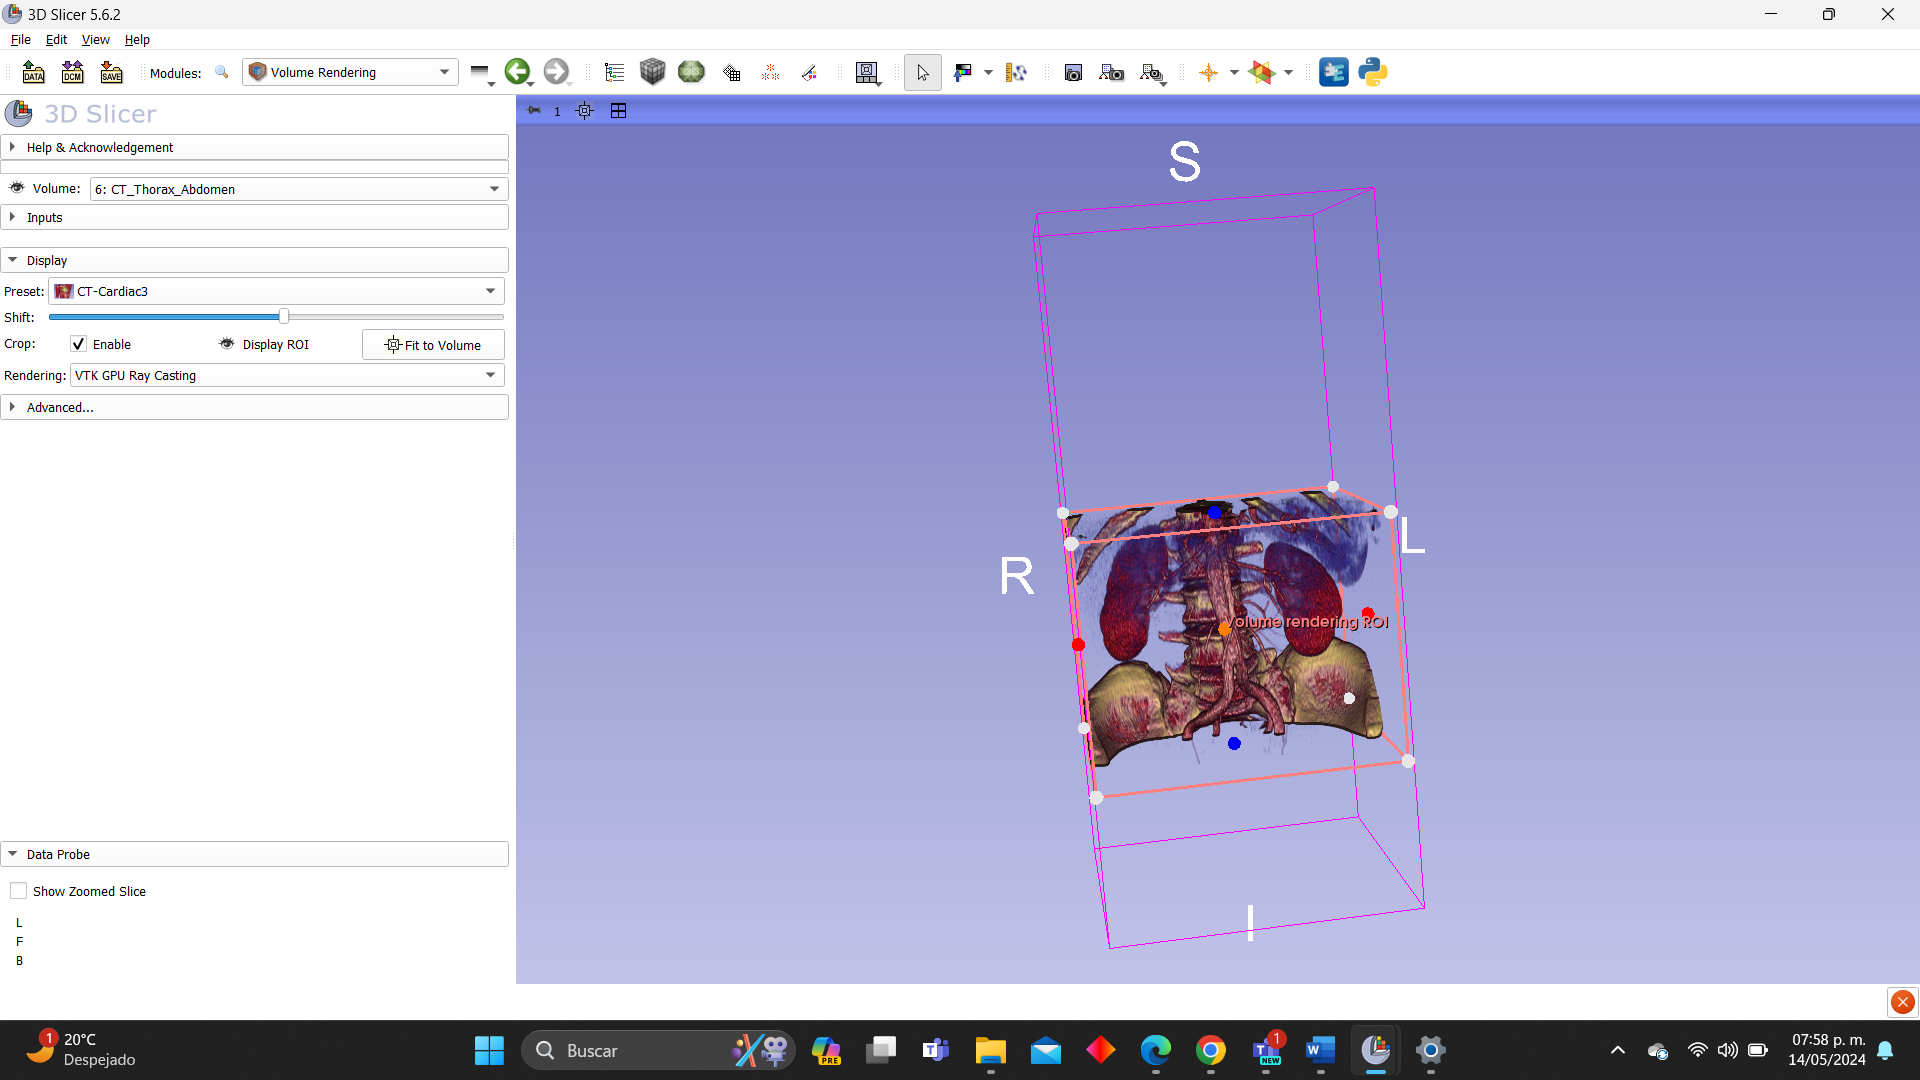 3D Slicer 5.6.2
File Edit View Help
DATA DCM SAVE Modules: Volume Rendering
3D Slicer
Help & Acknowledgement
Volume: 6: CT_Thorax_Abdomen
Inputs
Display
Preset: CT-Cardiac3
Shift:
Crop: Enable Display ROI Fit to Volume
Rendering: VTK GPU Ray Casting
Advanced...
Data Probe
Show Zoomed Slice
L
F
B
1
S
R
L
Volume rendering ROI
I
1
20°C
Despejado
Buscar
PRE
T
1
NEW
W
07:58 p. m.
14/05/2024